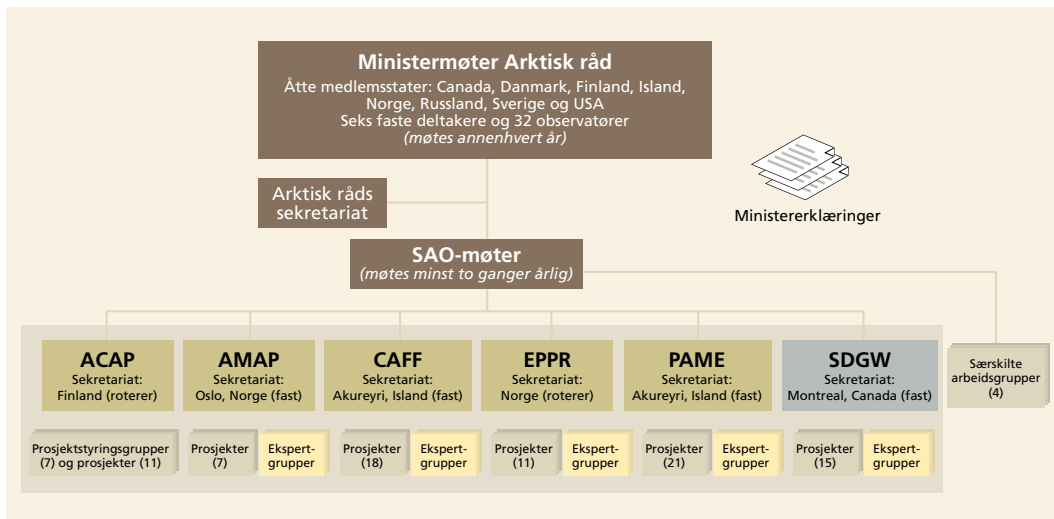 Ministermøter Arktisk råd
Åtte medlemsstater: Canada, Danmark, Finland, Island,
Norge, Russland, Sverige og USA
Seks faste deltakere og 32 observatører
(møtes annenhvert år)
Ministererklæringer
Arktisk råds
sekretariat
SAO-møter
(møtes minst to ganger årlig)
ACAP
Sekretariat:
Finland (roterer)
AMAP
Sekretariat:
Oslo, Norge (fast)
CAFF
Sekretariat:
Akureyri, Island (fast)
EPPR
Sekretariat:
Norge (roterer)
PAME
Sekretariat:
Akureyri, Island (fast)
SDGW
Sekretariat:
Montreal, Canada (fast)
Særskilte
arbeidsgrupper
(4)
Prosjektstyringsgrupper
(7) og prosjekter (11)
Prosjekter
(7)
Ekspert-
grupper
Prosjekter
(18)
Ekspert-
grupper
Prosjekter
(11)
Ekspert-
grupper
Prosjekter
(21)
Ekspert-
grupper
Prosjekter
(15)
Ekspert-
grupper